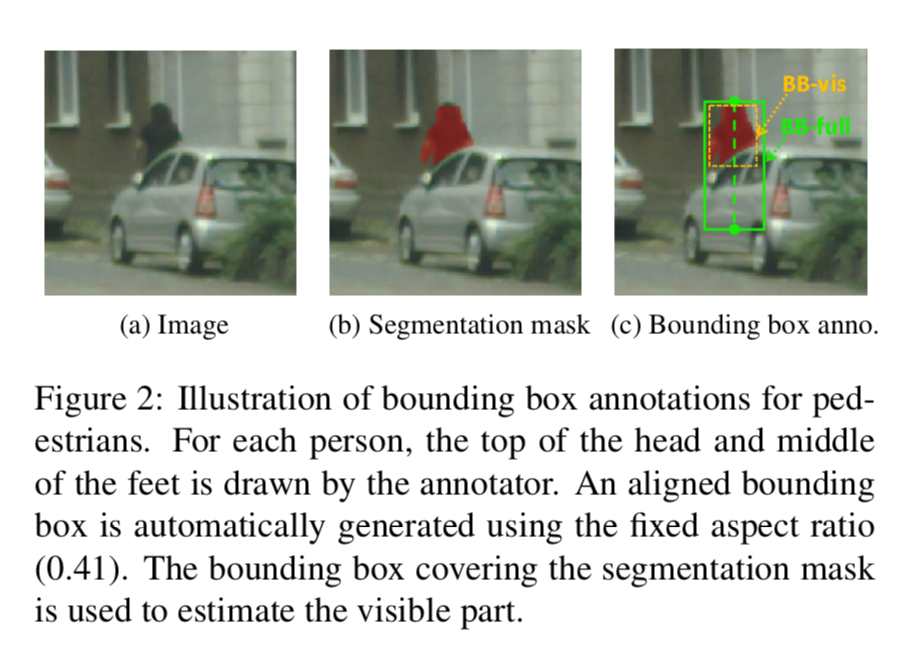 BB-vis
BB-full
(a) Image
(b) Segmentation mask
(c) Bounding box anno.
Figure 2: Illustration of bounding box annotations for ped-
estrians. For each person, the top of the head and middle
of the feet is drawn by the annotator. An aligned bounding
box is automatically generated using the fixed aspect ratio
(0.41). The bounding box covering the segmentation mask
is used to estimate the visible part.